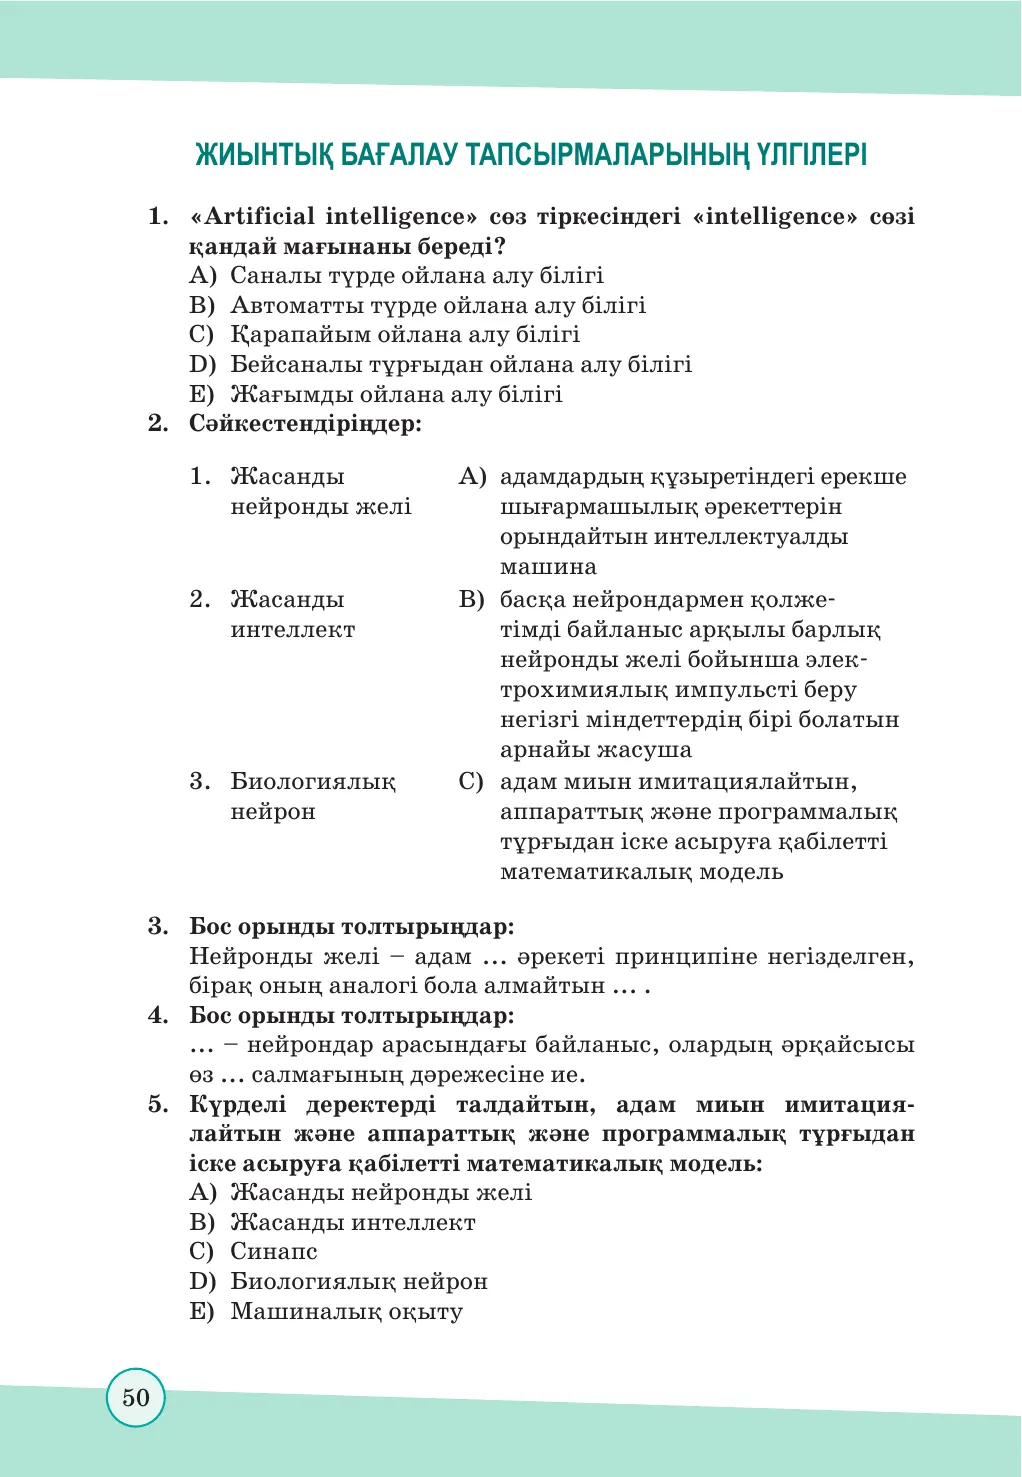 ЖИЫНТЫҚ БАҒАЛАУ ТАПСЫРМАЛАРЫНЫҢ ҮЛГІЛЕРІ
1. «Artificial intelligence» сөз тіркесіндегі «intelligence» сөзі
қандай мағынаны береді?
A) Саналы түрде ойлана алу білігі
B) Автоматты түрде ойлана алу білігі
C) Қарапайым ойлана алу білігі
D) Бейсаналы тұрғыдан ойлана алу білігі
E) Жағымды ойлана алу білігі
2. Сәйкестендіріңдер:
1. Жасанды
нейронды желі
A) адамдардың құзыретіндегі ерекше
шығармашылық әрекеттерін
орындайтын интеллектуалды
машина
2. Жасанды
интеллект
B) басқа нейрондармен қолже-
тімді байланыс арқылы барлық
нейронды желі бойынша элек-
трохимиялық импульсті беру
негізгі міндеттердің бірі болатын
арнайы жасуша
3. Биологиялық
нейрон
C) адам миын имитациялайтын,
аппараттық және программалық
тұрғыдан іске асыруға қабілетті
математикалық модель
3. Бос орынды толтырыңдар:
Нейронды желі – адам ... әрекеті принципіне негізделген,
бірақ оның аналогі бола алмайтын ... .
4. Бос орынды толтырыңдар:
... – нейрондар арасындағы байланыс, олардың әрқайсысы
өз ... салмағының дәрежесіне ие.
5. Күрделі деректерді талдайтын, адам миын имитация-
лайтын және аппараттық және программалық тұрғыдан
іске асыруға қабілетті математикалық модель:
A) Жасанды нейронды желі
B) Жасанды интеллект
C) Синапс
D) Биологиялық нейрон
E) Машиналық оқыту
50